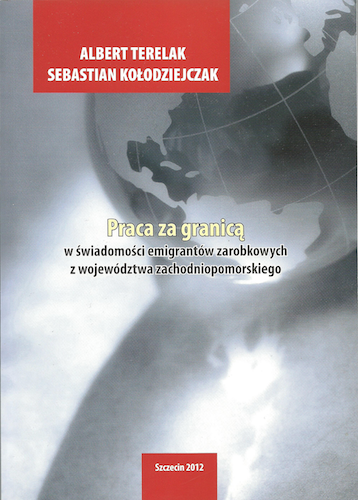 ALBERT TERELAK
SEBASTIAN KOŁODZIEJCZAK
Praca za granicą
w świadomości emigrantów zarobkowych
z województwa zachodniopomorskiego
Szczecin 2012